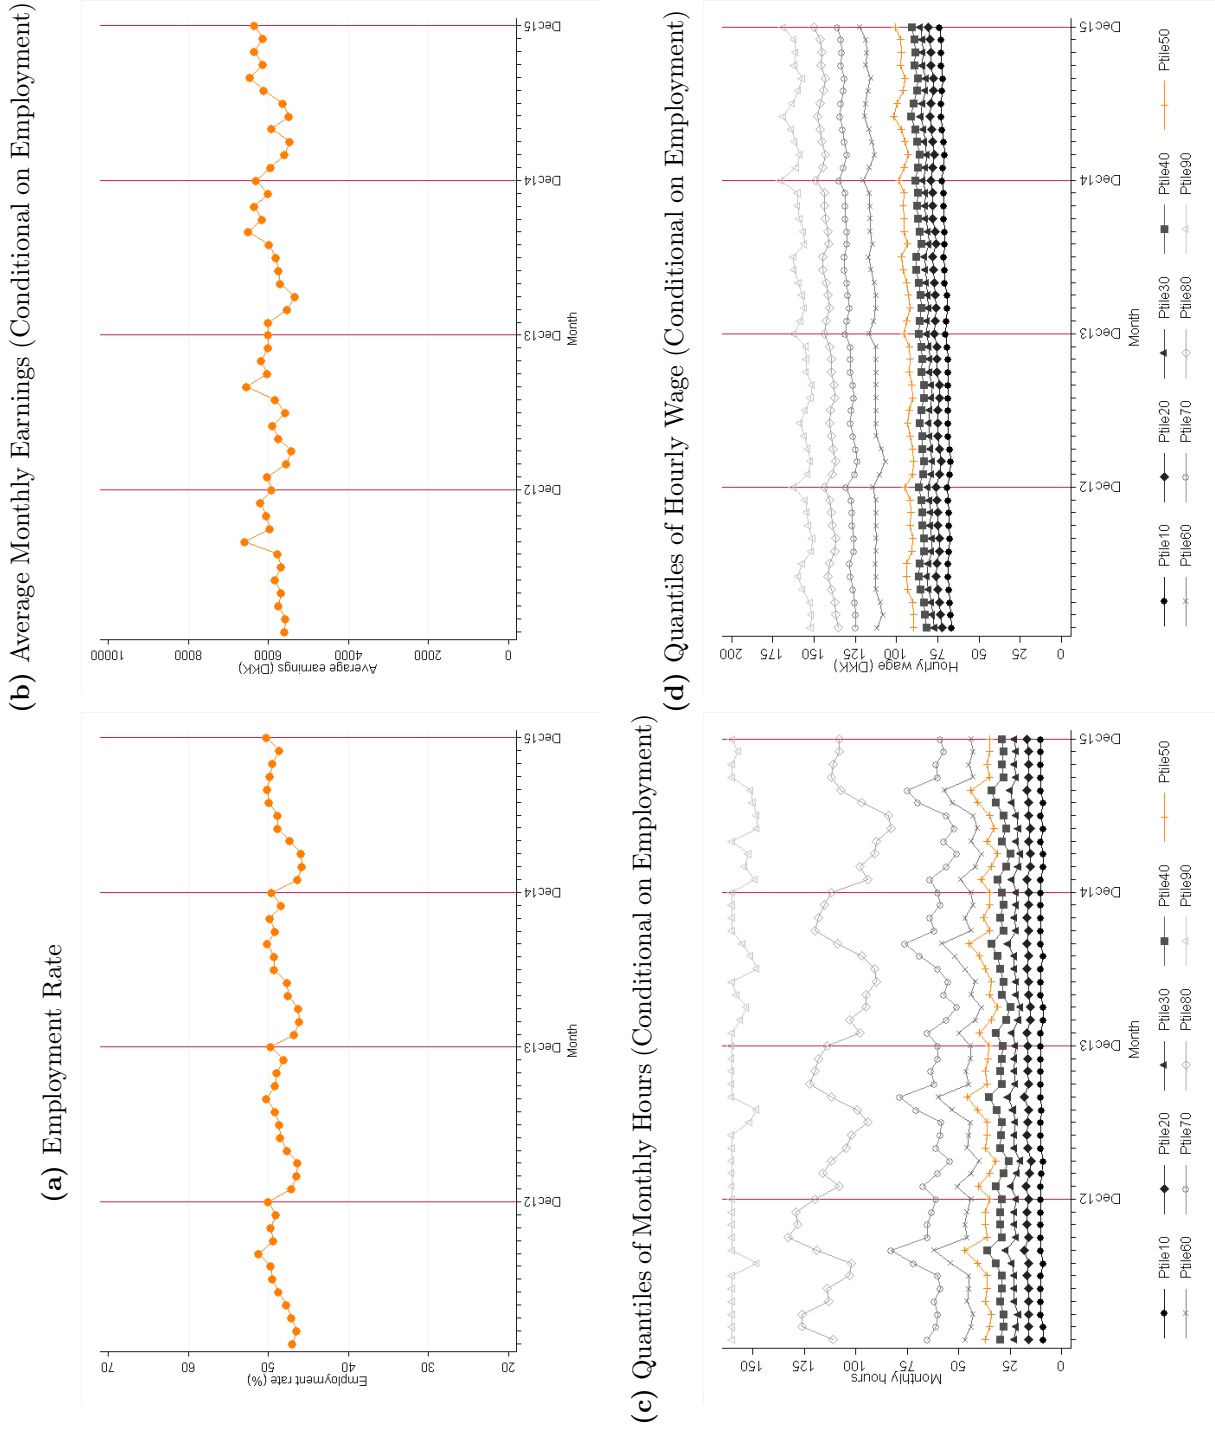 (a) Employment Rate
Employment rate (%)
70
60
50
40
30
20
Dec12
Dec13
Dec14
Dec15
Month
(b) Average Monthly Earnings (Conditional on Employment)
Average earnings (DKK)
10000
8000
6000
4000
2000
0
Dec12
Dec13
Dec14
Dec15
Month
(c) Quantiles of Monthly Hours (Conditional on Employment)
Monthly hours
150
125
100
75
50
25
0
Dec12
Dec13
Dec14
Dec15
Month
Ptile10 Ptile20 Ptile30 Ptile40 Ptile50
Ptile60 Ptile70 Ptile80 Ptile90
(d) Quantiles of Hourly Wage (Conditional on Employment)
Hourly wage (DKK)
200
175
150
125
100
75
50
25
0
Dec12
Dec13
Dec14
Dec15
Month
Ptile10 Ptile20 Ptile30 Ptile40 Ptile50
Ptile60 Ptile70 Ptile80 Ptile90